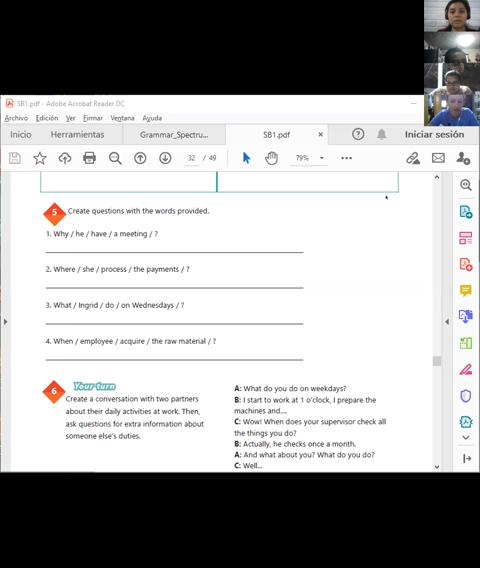 SB1.pdf - Adobe Acrobat Reader DC
Archivo Edición Ver Firmar Ventana Ayuda
Inicio Herramientas Grammar_Spectru... SB1.pdf × Iniciar sesión
32 / 49 79%
5 Create questions with the words provided.
1. Why / he / have / a meeting / ?
2. Where / she / process / the payments / ?
3. What / Ingrid / do / on Wednesdays / ?
4. When / employee / acquire / the raw material / ?
6 Your turn
Create a conversation with two partners
about their daily activities at work. Then,
ask questions for extra information about
someone else's duties.
A: What do you do on weekdays?
B: I start to work at 1 o'clock, I prepare the
machines and....
C: Wow! When does your supervisor check all
the things you do?
B: Actually, he checks once a month.
A: And what about you? What do you do?
C: Well...